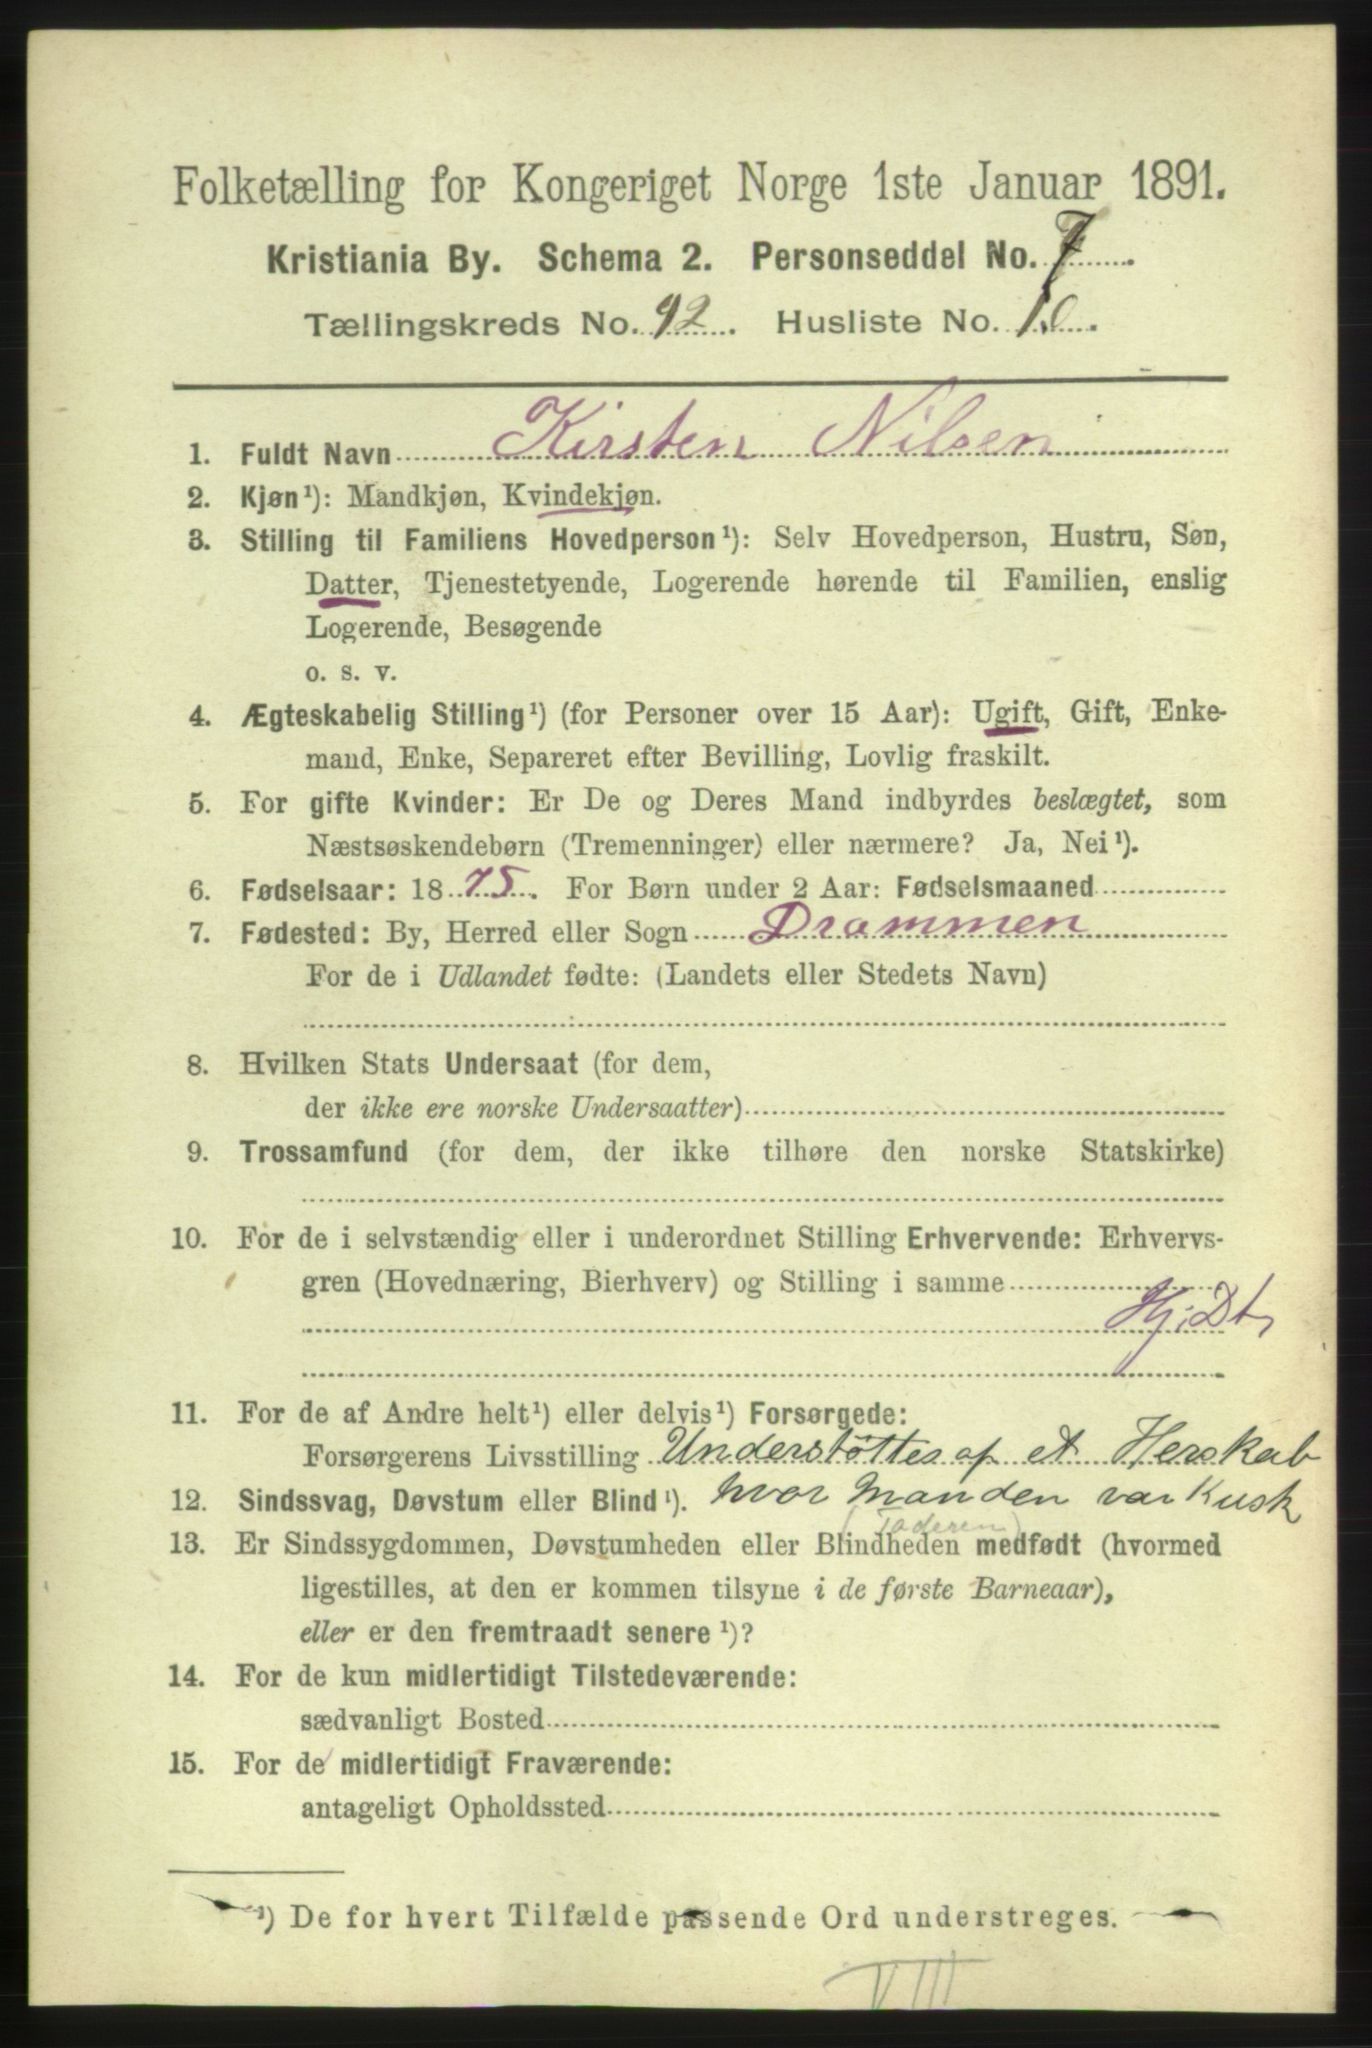 Folketælling for Kongeriget Norge 1ste Januar 1891.
Kristiania By. Schema 2. Personseddel No. 7.
Tællingskreds No. 92. Husliste No. 10.
1. Fuldt Navn Kirsten Nilsen
2. Kjøn¹): Mandkjøn, Kvindekjøn.
3. Stilling til Familiens Hovedperson¹): Selv Hovedperson, Hustru, Søn,
Datter, Tjenestetyende, Logerende hørende til Familien, enslig
Logerende, Besøgende
o. s. v.
4. Ægteskabelig Stilling¹) (for Personer over 15 Aar): Ugift, Gift, Enke-
mand, Enke, Separeret efter Bevilling, Lovlig fraskilt.
5. For gifte Kvinder: Er De og Deres Mand indbyrdes beslægtet, som
Næstsøskendebørn (Tremenninger) eller nærmere? Ja, Nei¹).
6. Fødselsaar: 1875. For Børn under 2 Aar: Fødselsmaaned
7. Fødested: By, Herred eller Sogn Drammen
For de i Udlandet fødte: (Landets eller Stedets Navn)
8. Hvilken Stats Undersaat (for dem,
der ikke ere norske Undersaatter)
9. Trossamfund (for dem, der ikke tilhøre den norske Statskirke)
10. For de i selvstændig eller i underordnet Stilling Erhvervende: Erhvervs-
gren (Hovednæring, Bierhverv) og Stilling i samme
Hj. Dt,
11. For de af Andre helt¹) eller delvis¹) Forsørgede:
Forsørgerens Livsstilling Understöttes af et Herskab
12. Sindssvag, Døvstum eller Blind¹). hvor Manden var Kusk
(Faderen)
13. Er Sindssygdommen, Døvstumheden eller Blindheden medfødt (hvormed
ligestilles, at den er kommen tilsyne i de første Barneaar),
eller er den fremtraadt senere¹)?
14. For de kun midlertidigt Tilstedeværende:
sædvanligt Bosted
15. For de midlertidigt Fraværende:
antageligt Opholdssted
¹) De for hvert Tilfælde passende Ord understreges.
VIII